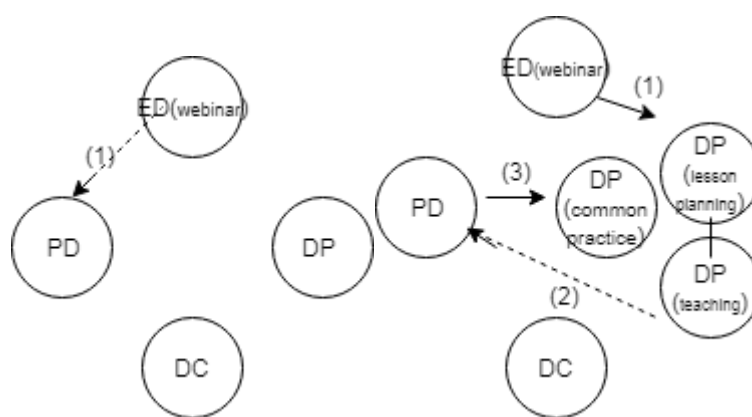 ED(webinar)
(1)
PD
DP
DC
ED(webinar)
(1)
PD
(3)
DP
(common
practice)
DP
(lesson
planning)
DP
(teaching)
(2)
DC